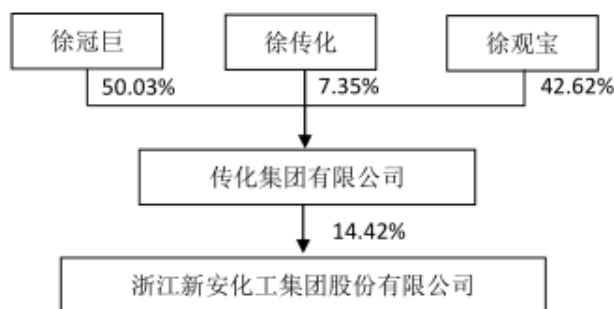 徐冠巨 徐传化 徐观宝
50.03% 7.35% 42.62%
传化集团有限公司
14.42%
浙江新安化工集团股份有限公司